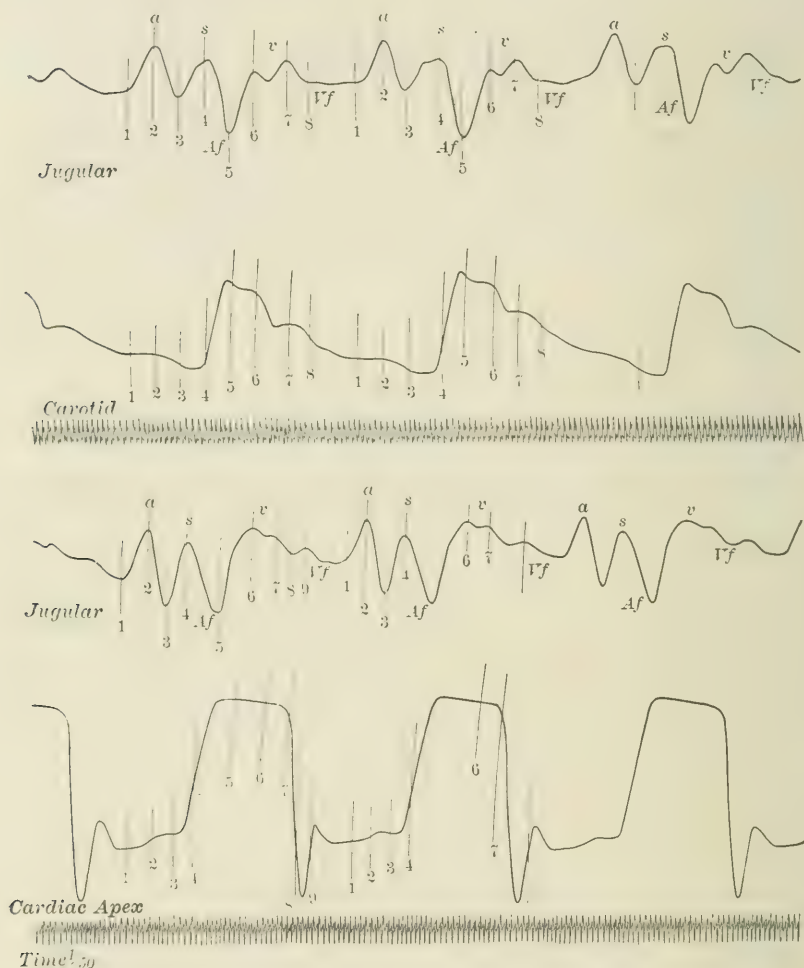 a s v a s v a s v
Vf Vf Af Vf
1 2 3 4 Af 5 6 7 8 1 2 3 4 Af 5 6 7 8
Jugular
1 2 3 4 5 6 7 8 1 2 3 4 5 6 7 8
Carotid
a s v a s v a s v
1 2 3 4 Af 5 6 7 8 9 Vf 1 2 3 4 Af 6 7 Vf Af Vf
Jugular
1 2 3 4 5 6 7 8 9 1 2 3 4 6 7
Cardiac Apex
Time